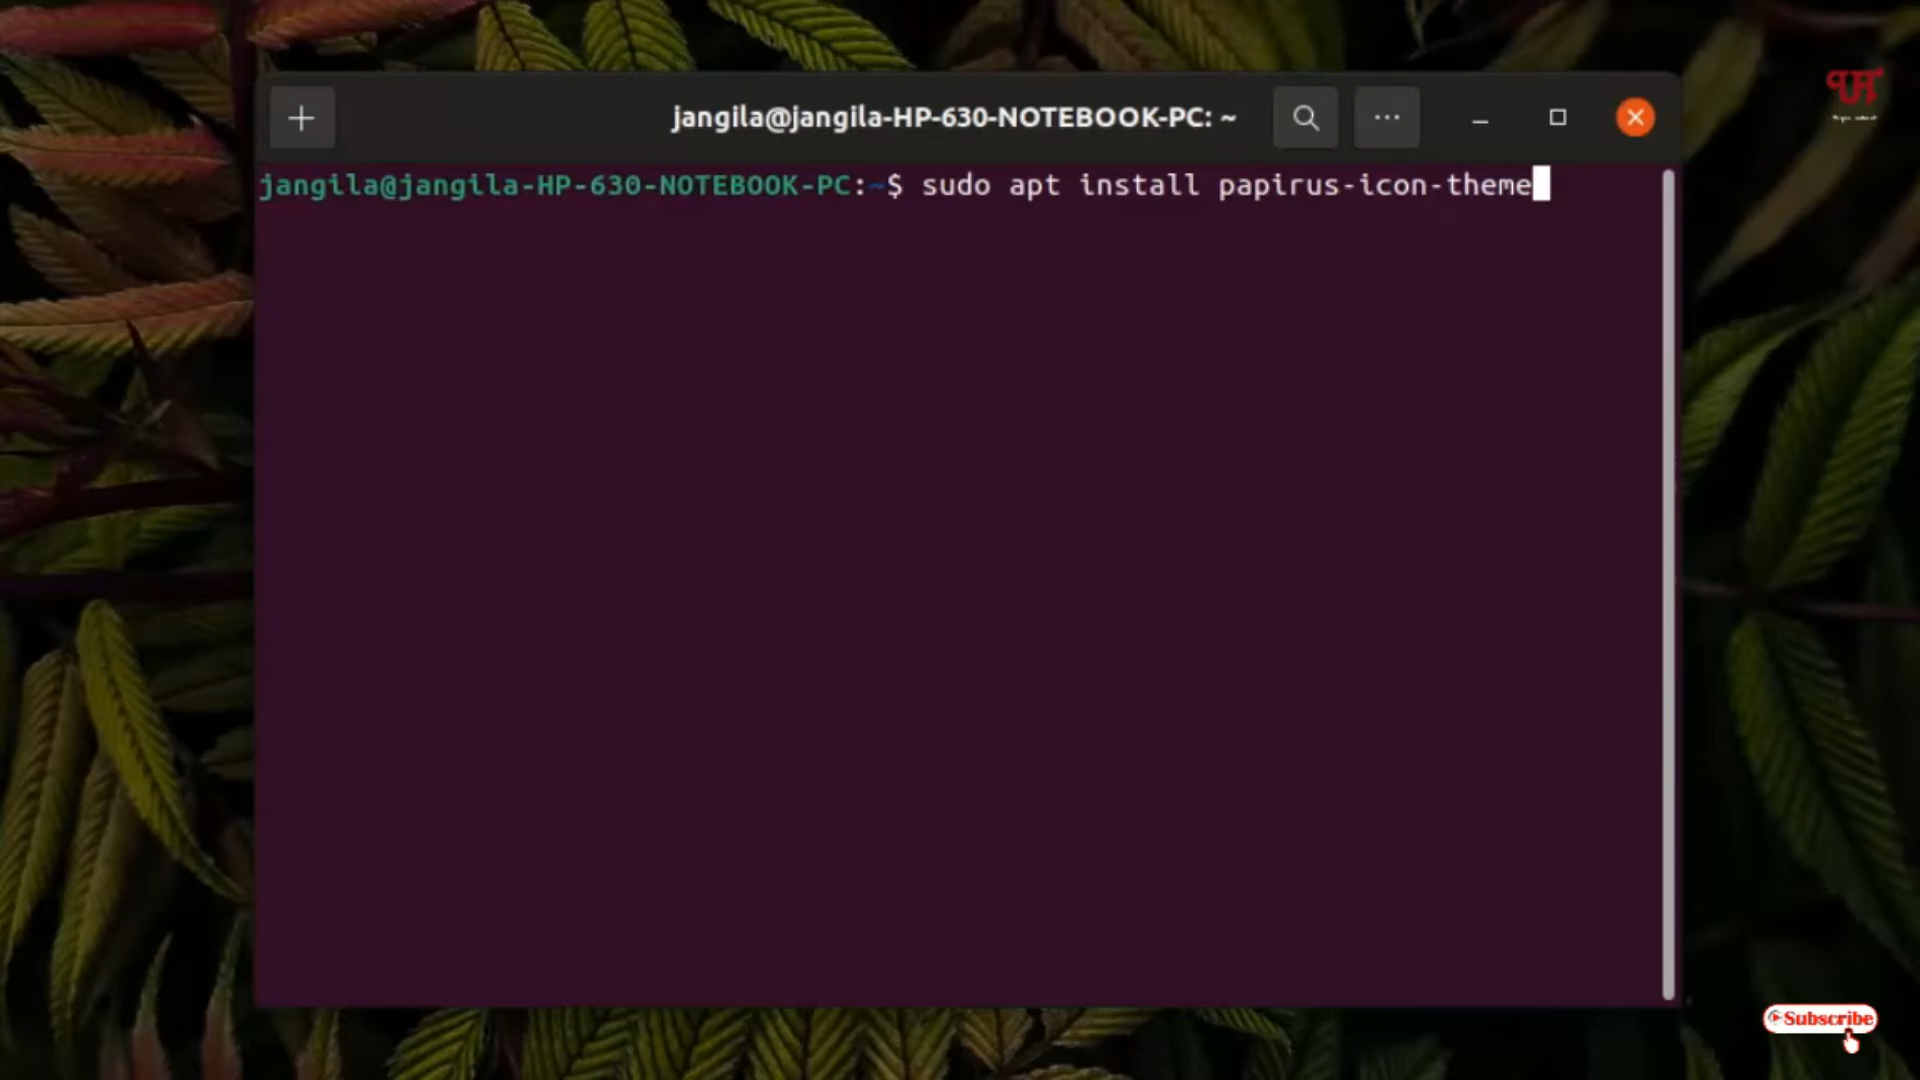 jangila@jangila-HP-630-NOTEBOOK-PC: ~
jangila@jangila-HP-630-NOTEBOOK-PC:~$ sudo apt install papirus-icon-theme
Subscribe